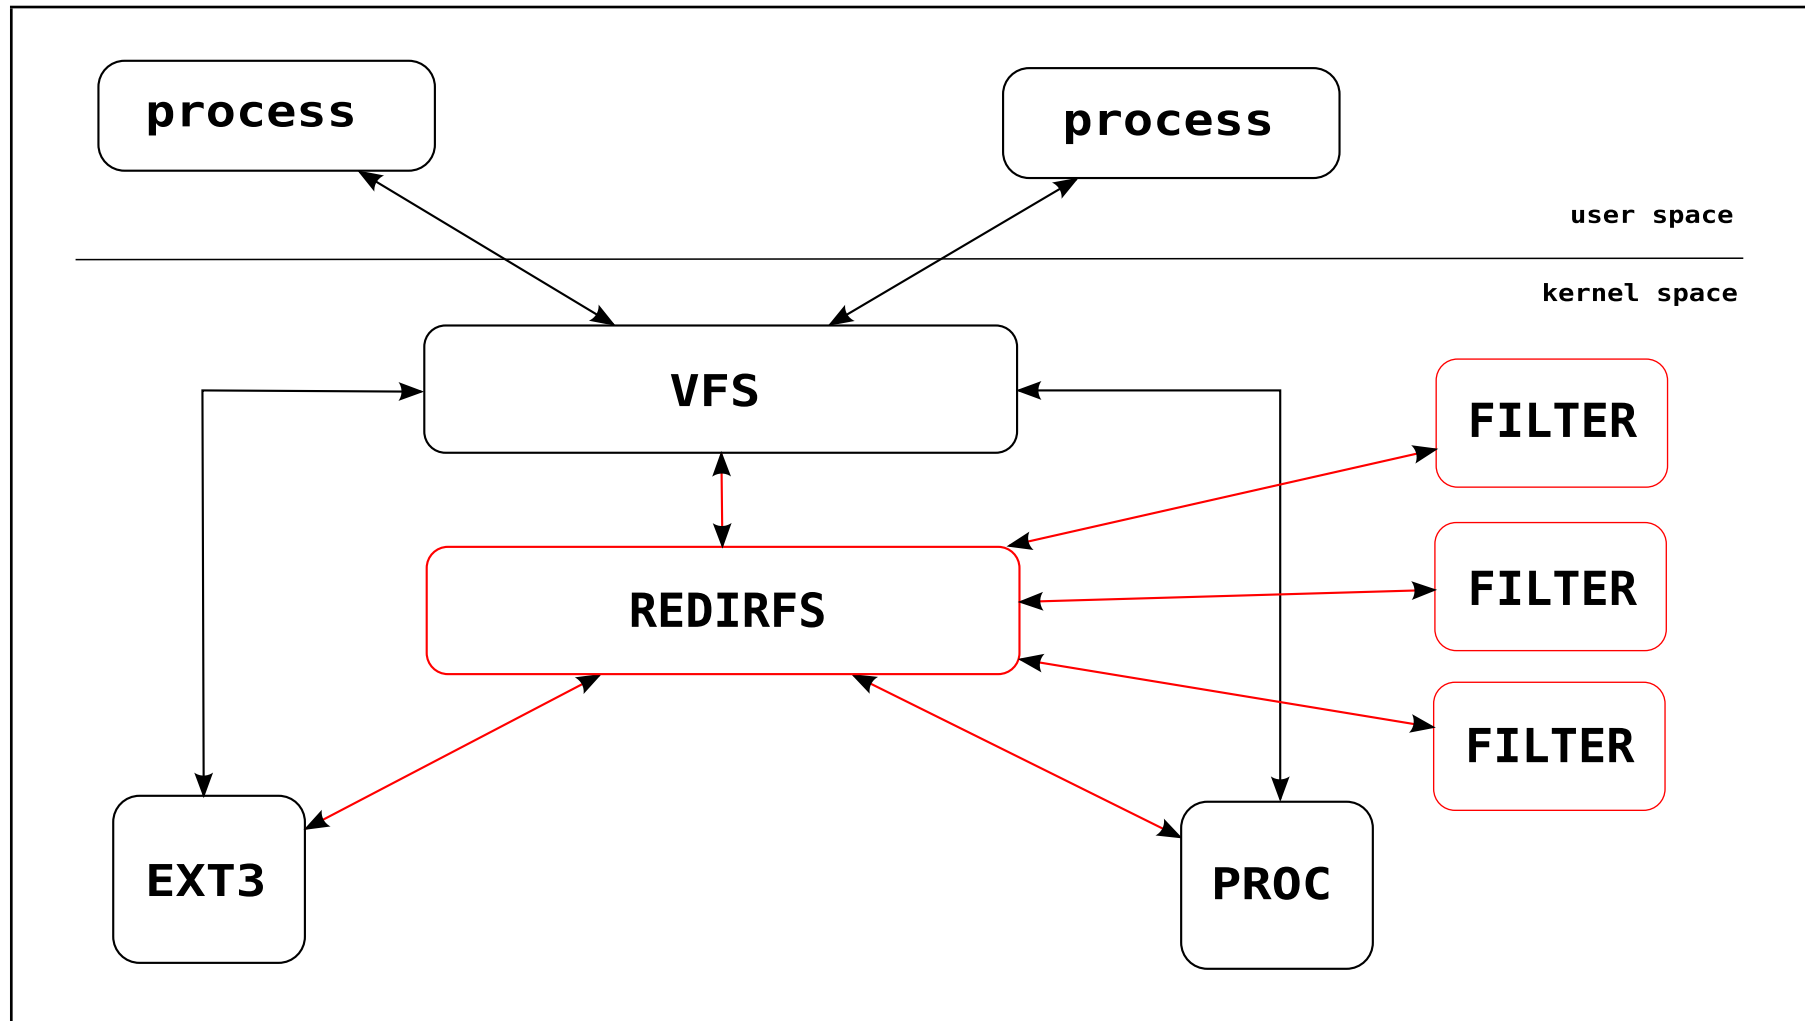 process
process
user space
kernel space
VFS
FILTER
FILTER
REDIRFS
FILTER
EXT3
PROC